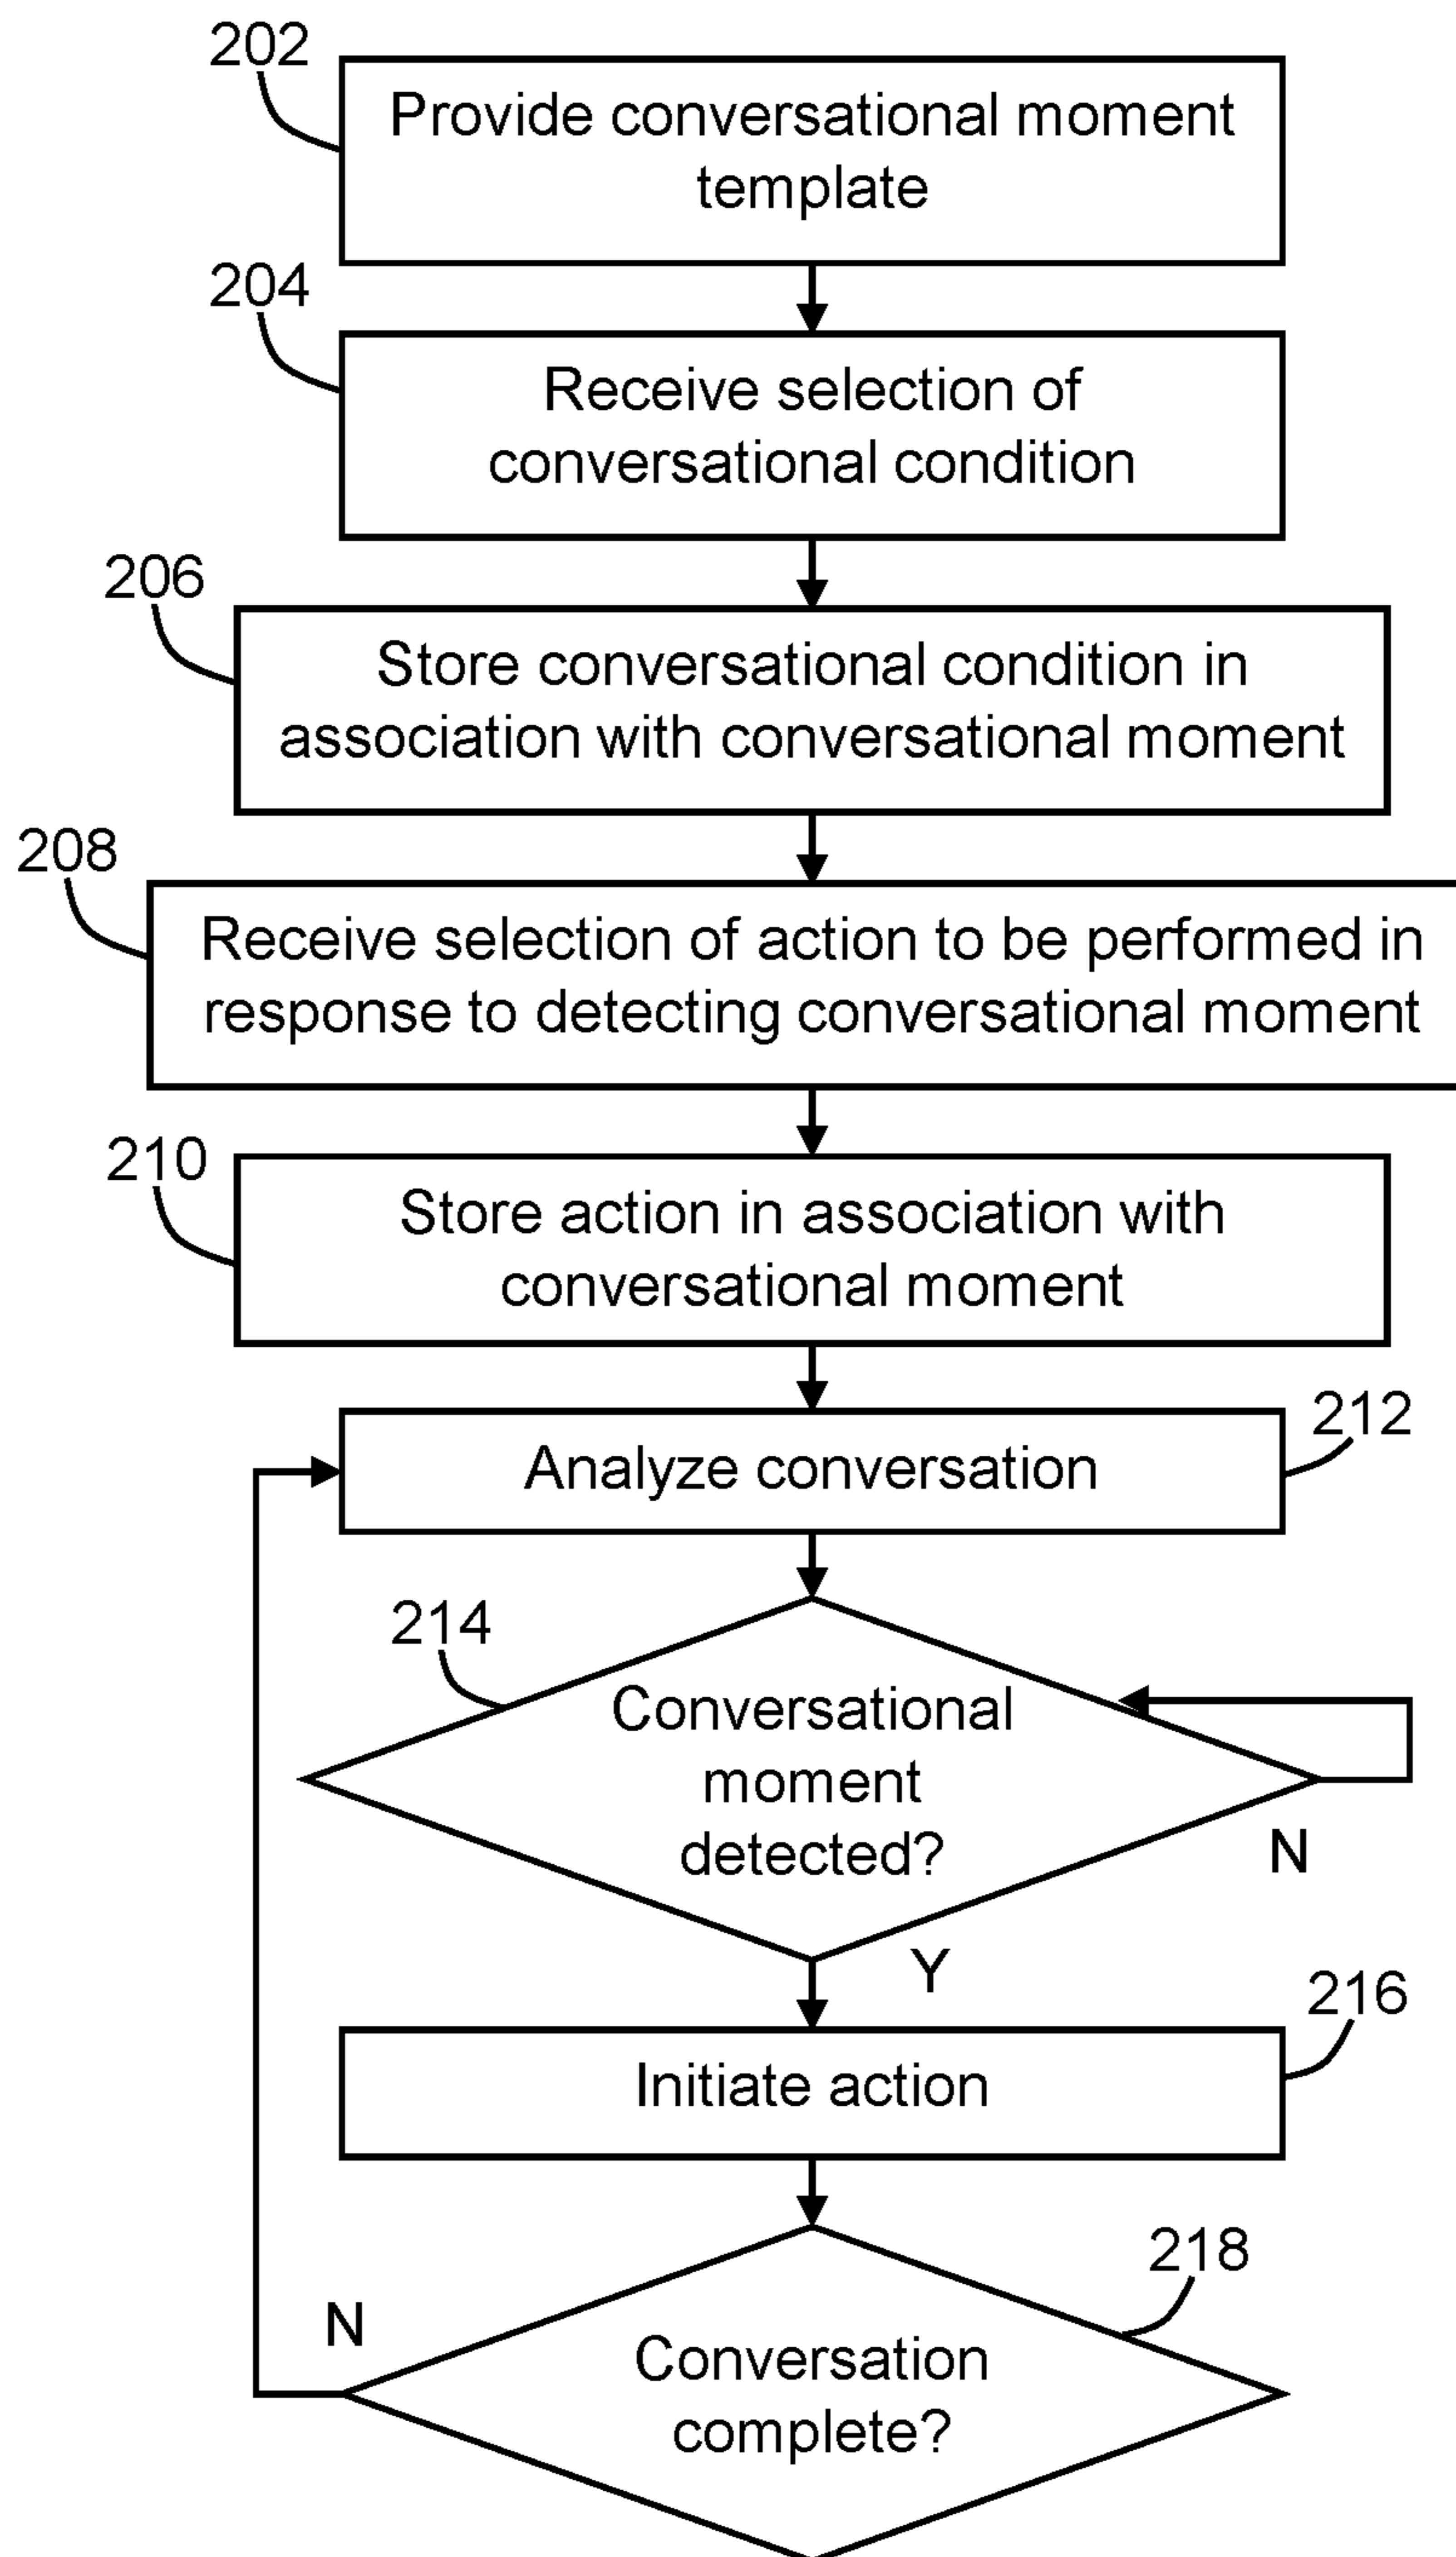 202
Provide conversational moment
template
204
Receive selection of
conversational condition
206
Store conversational condition in
association with conversational moment
208
Receive selection of action to be performed in
response to detecting conversational moment
210
Store action in association with
conversational moment
212
Analyze conversation
214
Conversational
moment
detected?
N
Y
216
Initiate action
218
N
Conversation
complete?